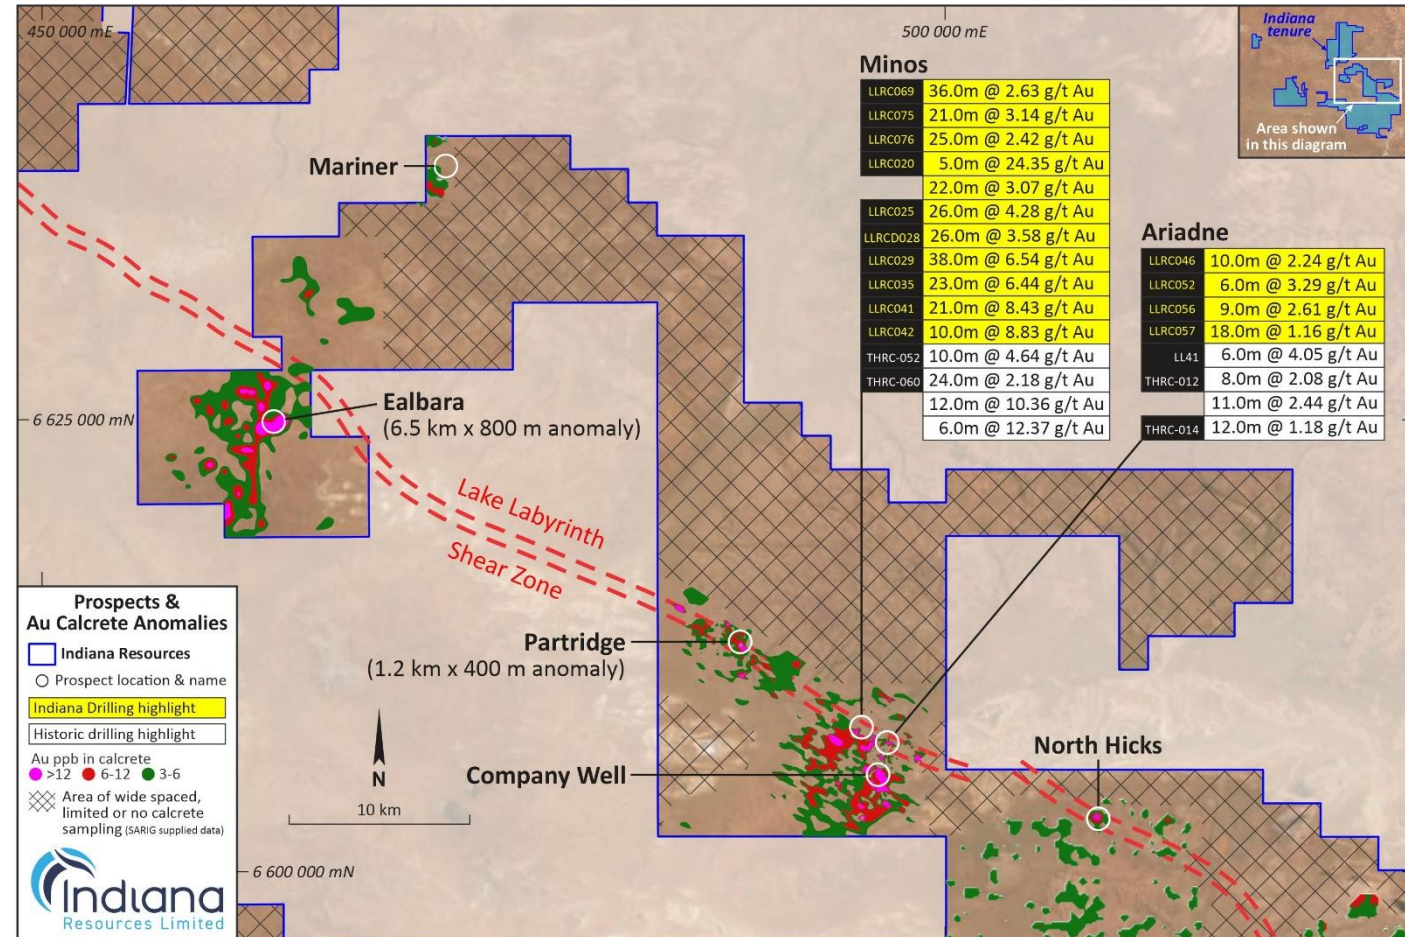 450 000 mE
500 000 mE
Indiana
tenure
Area shown
in this diagram
Minos
LLRC069 36.0m @ 2.63 g/t Au
LLRC075 21.0m @ 3.14 g/t Au
LLRC076 25.0m @ 2.42 g/t Au
LLRC020 5.0m @ 24.35 g/t Au
22.0m @ 3.07 g/t Au
LLRC025 26.0m @ 4.28 g/t Au
LLRCD028 26.0m @ 3.58 g/t Au
LLRC029 38.0m @ 6.54 g/t Au
LLRC035 23.0m @ 6.44 g/t Au
LLRC041 21.0m @ 8.43 g/t Au
LLRC042 10.0m @ 8.83 g/t Au
THRC-052 10.0m @ 4.64 g/t Au
THRC-060 24.0m @ 2.18 g/t Au
12.0m @ 10.36 g/t Au
6.0m @ 12.37 g/t Au
Ariadne
LLRC046 10.0m @ 2.24 g/t Au
LLRC052 6.0m @ 3.29 g/t Au
LLRC056 9.0m @ 2.61 g/t Au
LLRC057 18.0m @ 1.16 g/t Au
LL41 6.0m @ 4.05 g/t Au
THRC-012 8.0m @ 2.08 g/t Au
11.0m @ 2.44 g/t Au
THRC-014 12.0m @ 1.18 g/t Au
Mariner
6 625 000 mN
Ealbara
(6.5 km x 800 m anomaly)
Lake Labyrinth
Shear Zone
Partridge
(1.2 km x 400 m anomaly)
Company Well
North Hicks
N
10 km
6 600 000 mN
Prospects &
Au Calcrete Anomalies
Indiana Resources
Prospect location & name
Indiana Drilling highlight
Historic drilling highlight
Au ppb in calcrete
>12 6-12 3-6
Area of wide spaced,
limited or no calcrete
sampling (SARIG supplied data)
Indiana
Resources Limited